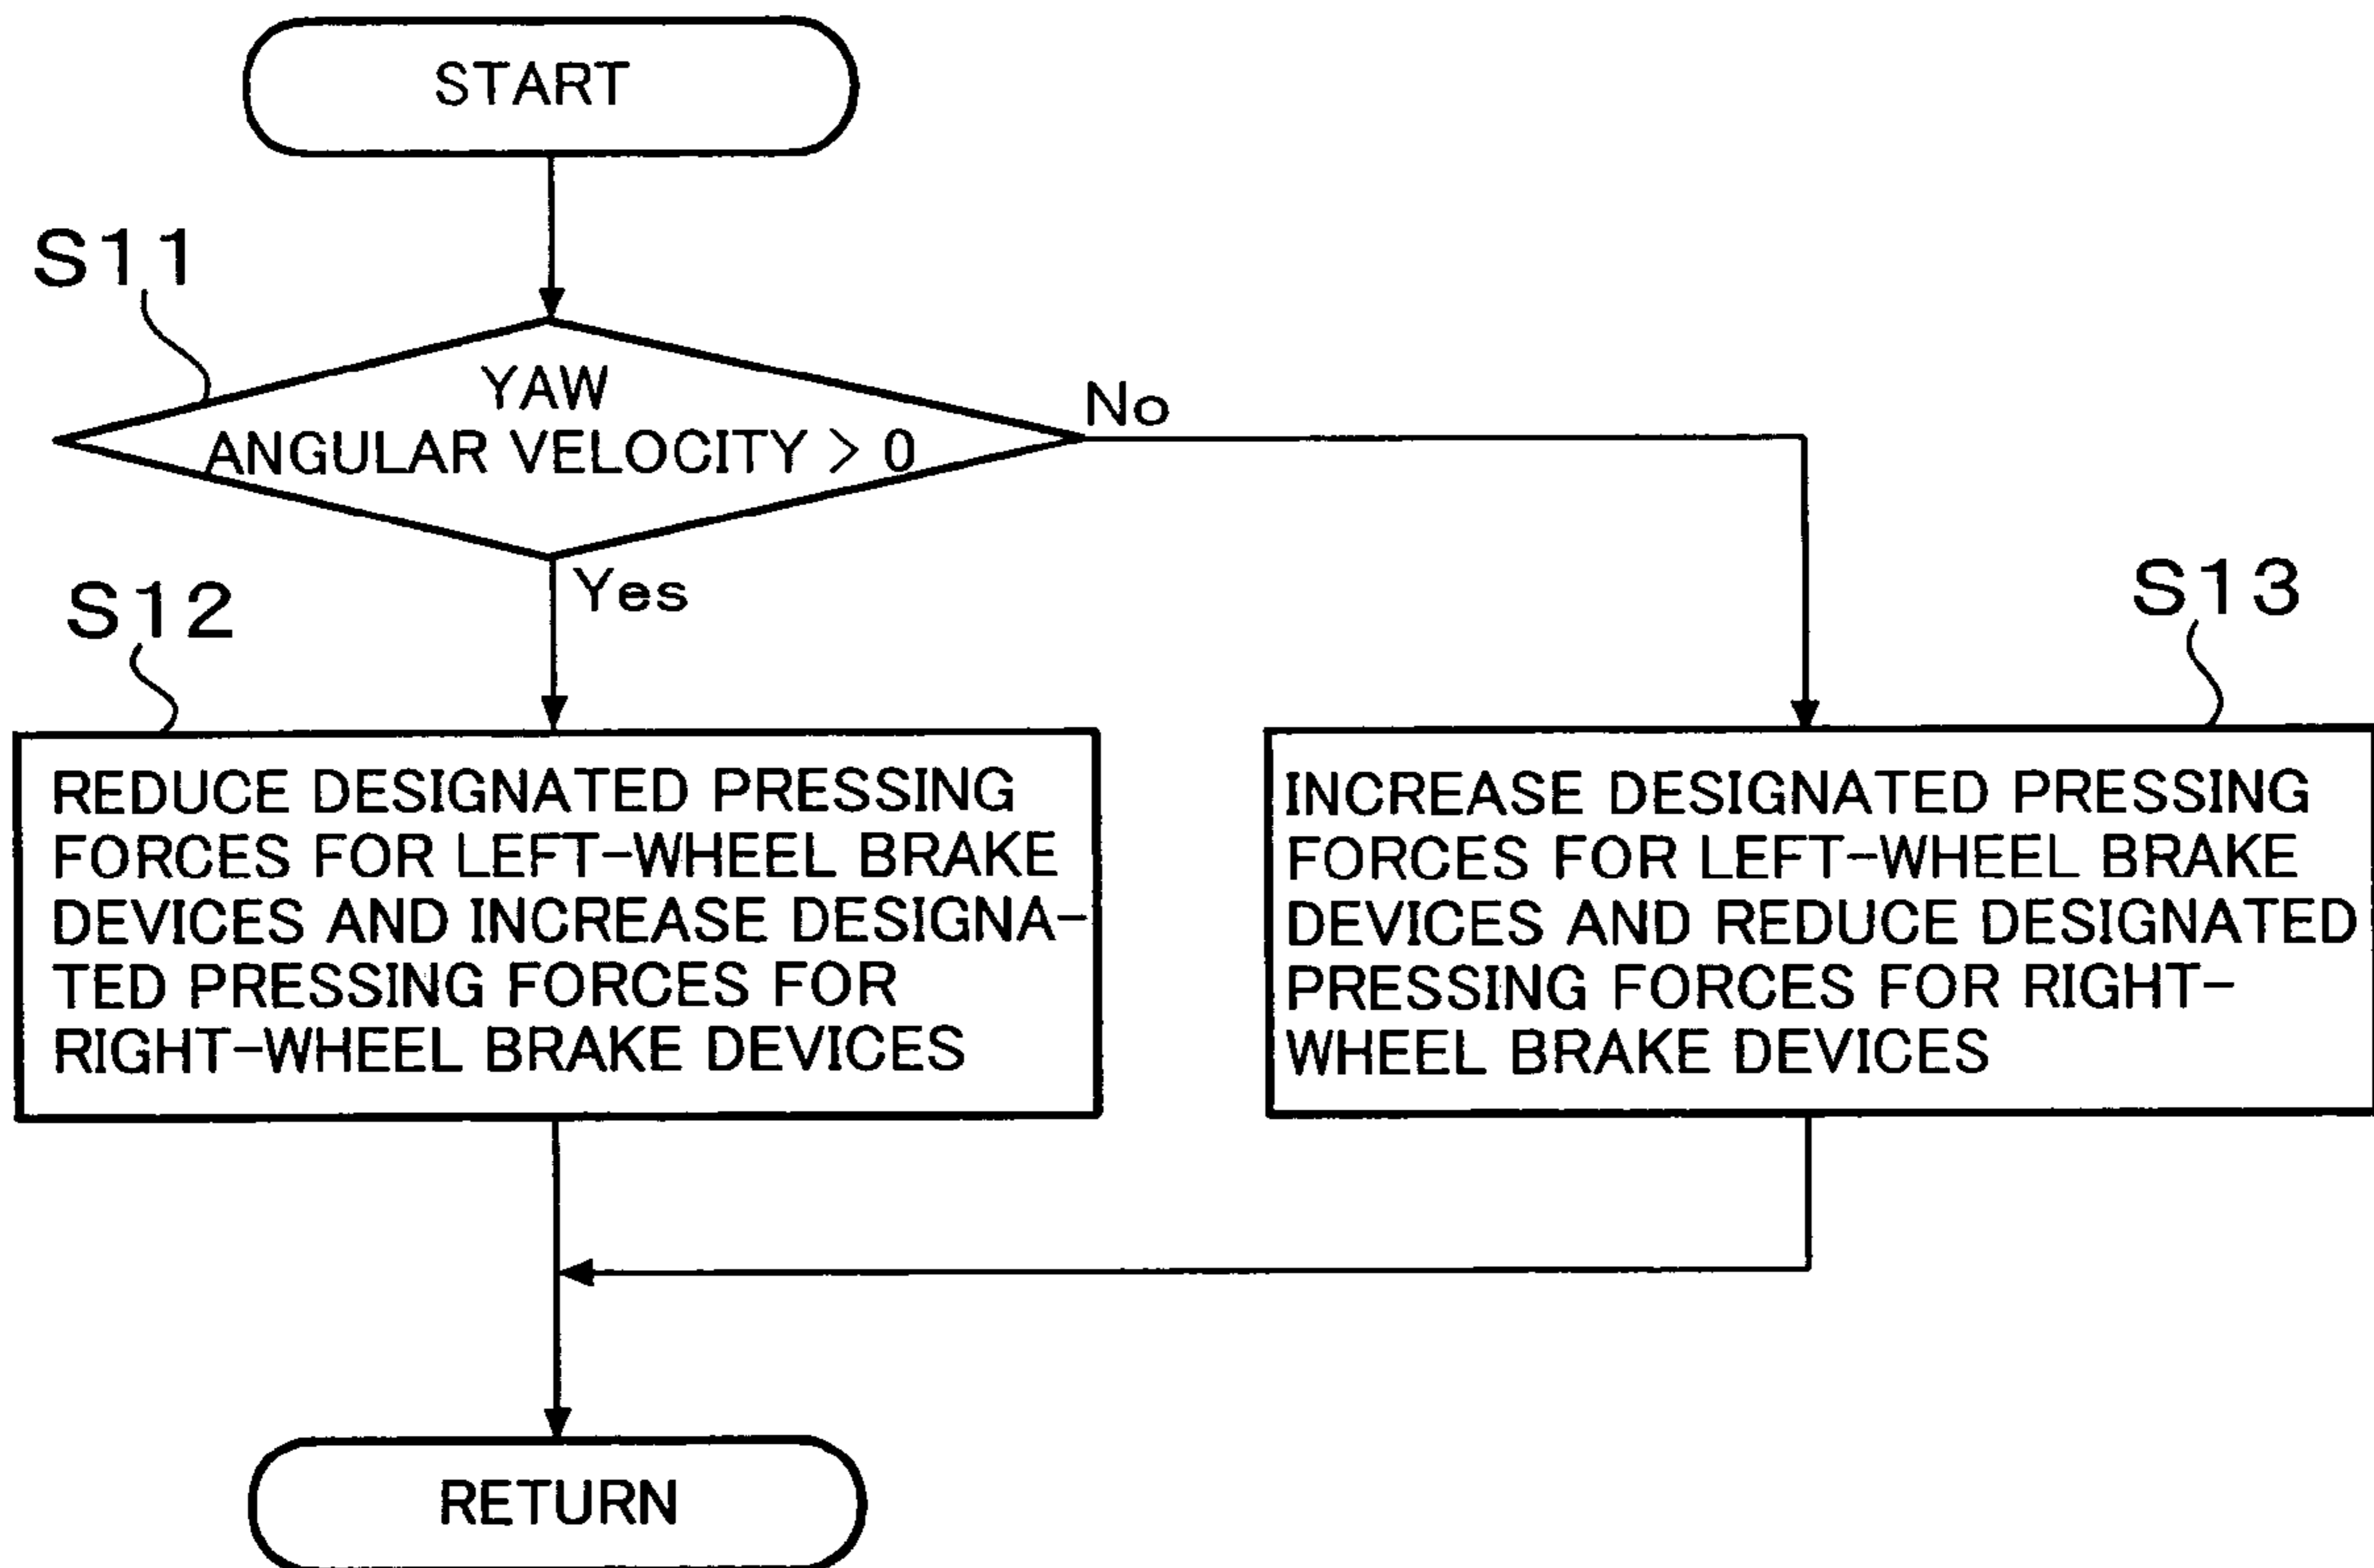 START
S11
YAW
ANGULAR VELOCITY > 0
No
Yes
S12
REDUCE DESIGNATED PRESSING
FORCES FOR LEFT-WHEEL BRAKE
DEVICES AND INCREASE DESIGNA-
TED PRESSING FORCES FOR
RIGHT-WHEEL BRAKE DEVICES
S13
INCREASE DESIGNATED PRESSING
FORCES FOR LEFT-WHEEL BRAKE
DEVICES AND REDUCE DESIGNATED
PRESSING FORCES FOR RIGHT-
WHEEL BRAKE DEVICES
RETURN